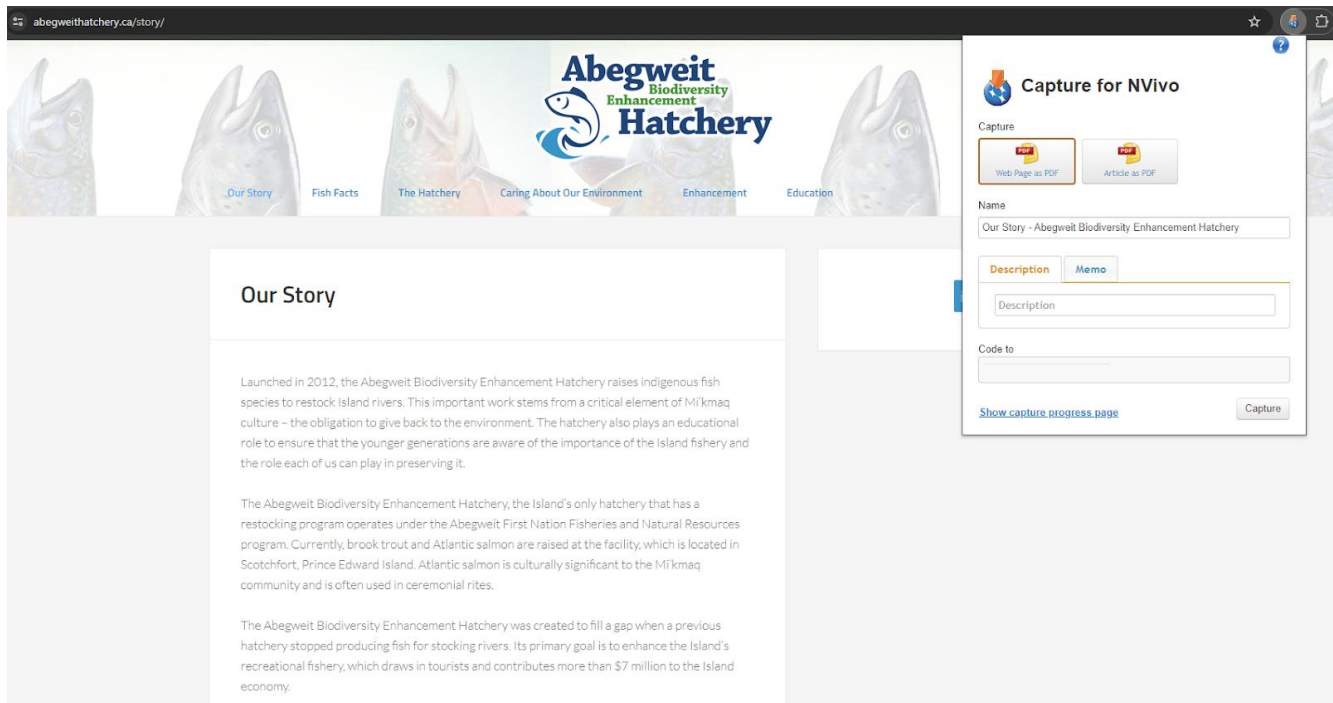 abegweithatchery.ca/story/
Abegweit
Biodiversity
Enhancement
Hatchery
Our Story Fish Facts The Hatchery Caring About Our Environment Enhancement Education
Our Story
Launched in 2012, the Abegweit Biodiversity Enhancement Hatchery raises indigenous fish
species to restock Island rivers. This important work stems from a critical element of Mi’kmaq
culture – the obligation to give back to the environment. The hatchery also plays an educational
role to ensure that the younger generations are aware of the importance of the Island fishery and
the role each of us can play in preserving it.
The Abegweit Biodiversity Enhancement Hatchery, the Island’s only hatchery that has a
restocking program operates under the Abegweit First Nation Fisheries and Natural Resources
program. Currently, brook trout and Atlantic salmon are raised at the facility, which is located in
Scotchfort, Prince Edward Island. Atlantic salmon is culturally significant to the Mi’kmaq
community and is often used in ceremonial rites.
The Abegweit Biodiversity Enhancement Hatchery was created to fill a gap when a previous
hatchery stopped producing fish for stocking rivers. Its primary goal is to enhance the Island’s
recreational fishery, which draws in tourists and contributes more than $7 million to the Island
economy.
?
Capture for NVivo
Capture
PDF PDF
Web Page as PDF Article as PDF
Name
Our Story - Abegweit Biodiversity Enhancement Hatchery
Description Memo
Description
Code to
Show capture progress page Capture